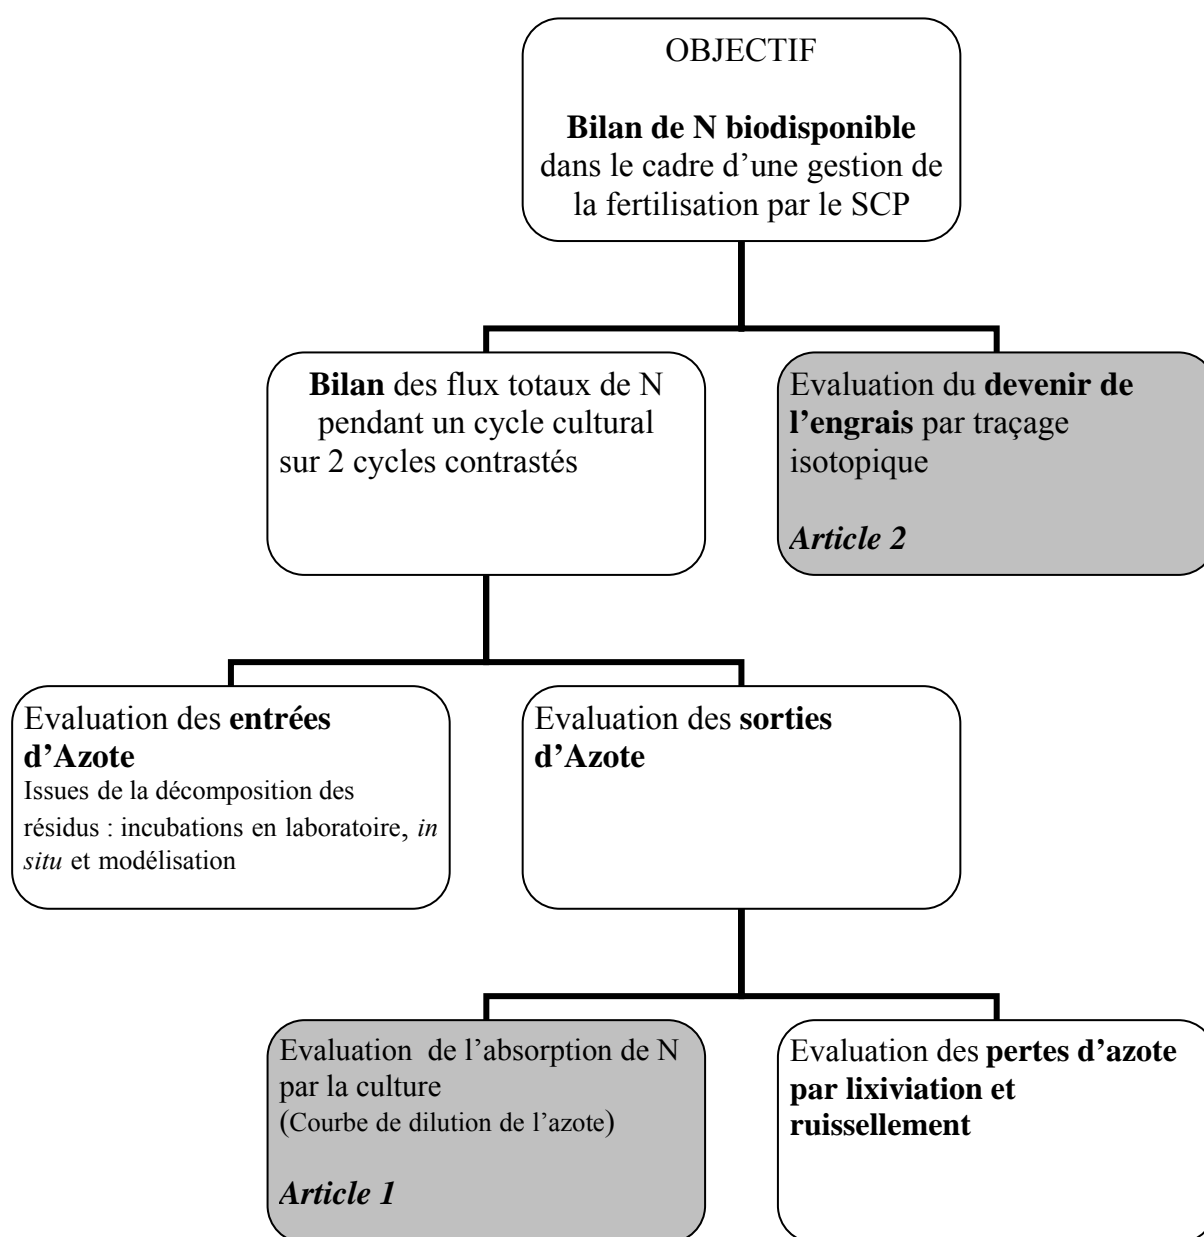 OBJECTIF
Bilan de N biodisponible
dans le cadre d’une gestion de
la fertilisation par le SCP
Bilan des flux totaux de N
pendant un cycle cultural
sur 2 cycles contrastés
Evaluation du devenir de
l’engrais par traçage
isotopique
Article 2
Evaluation des entrées
d’Azote
Issues de la décomposition des
résidus : incubations en laboratoire, in
situ et modélisation
Evaluation des sorties
d’Azote
Evaluation de l’absorption de N
par la culture
(Courbe de dilution de l’azote)
Article 1
Evaluation des pertes d’azote
par lixiviation et
ruissellement